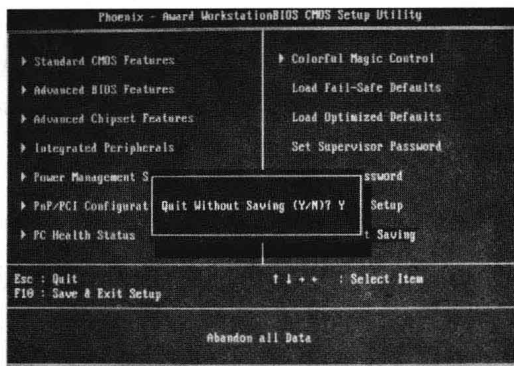 Phoenix - Award WorkstationBIOS CMOS Setup Utility
▶ Standard CMOS Features
▶ Advanced BIOS Features
▶ Advanced Chipset Features
▶ Integrated Peripherals
▶ Power Management S
▶ PnP/PCI Configurat
▶ PC Health Status
▶ Colorful Magic Control
Load Fail-Safe Defaults
Load Optimized Defaults
Set Supervisor Password
ssword
Setup
t Saving
Quit Without Saving (Y/N)? Y
Esc : Quit
F10 : Save & Exit Setup
↑ ↓ ← → : Select Item
Abandon all Data